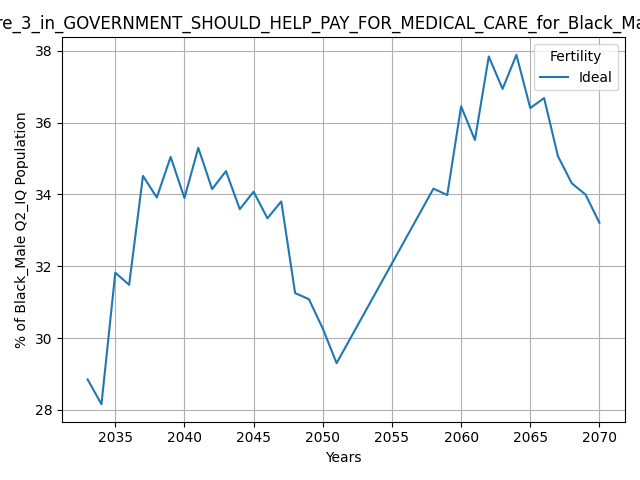 re_3_in_GOVERNMENT_SHOULD_HELP_PAY_FOR_MEDICAL_CARE_for_Black_Ma
Fertility
Ideal
% of Black_Male Q2_IQ Population
38
36
34
32
30
28
2035 2040 2045 2050 2055 2060 2065 2070
Years